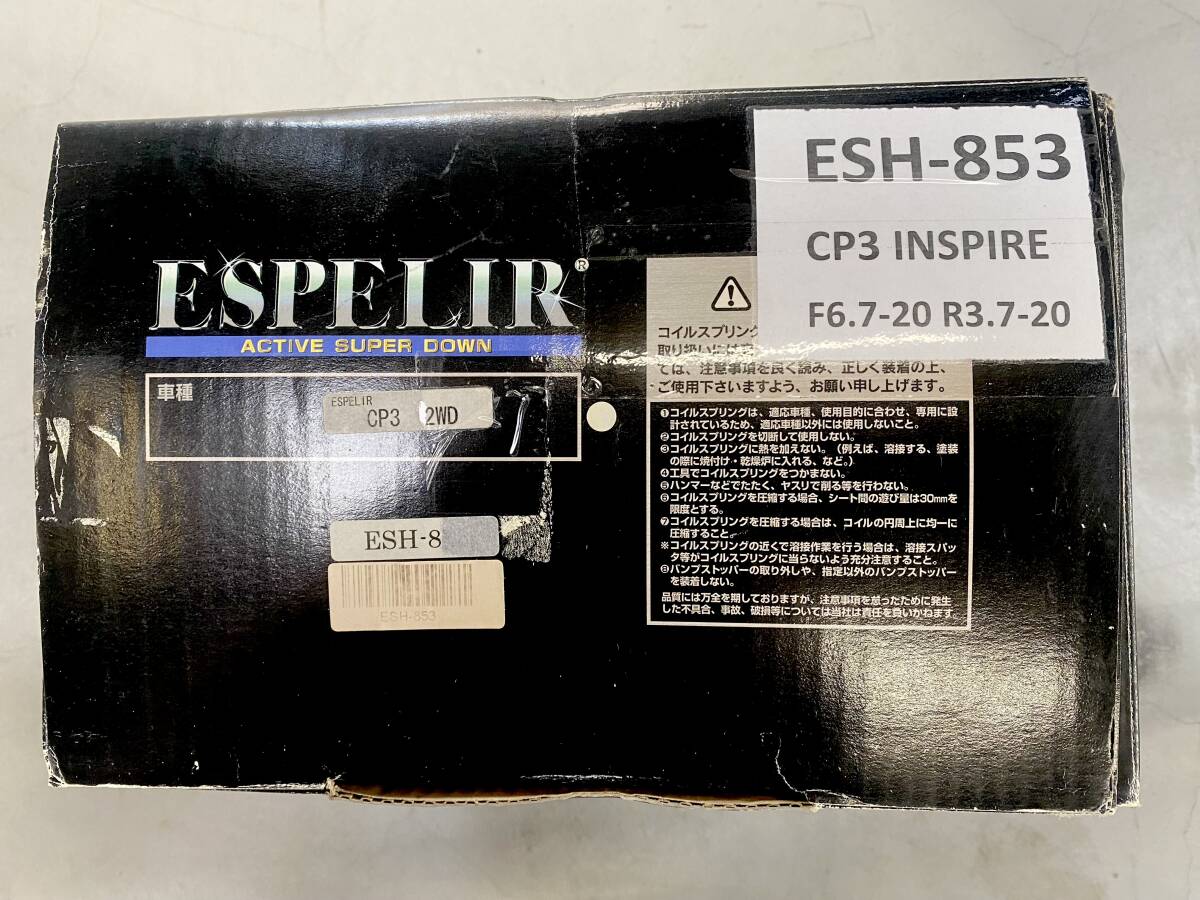 ESH-853
CP3 INSPIRE
F6.7-20 R3.7-20
ESPELIR®
ACTIVE SUPER DOWN
車種
ESPELIR
CP3 2WD
ESH-8
ESH-853
コイルスプリング
取り扱いには
ては、注意事項を良く読み、正しく装着の上、
ご使用下さいますよう、お願い申し上げます。
❶コイルスプリングは、適応車種、使用目的に合わせ、専用に設
計されているため、適応車種以外には使用しないこと。
❷コイルスプリングを切断して使用しない。
❸コイルスプリングに熱を加えない。(例えば、溶接する、塗装
の際に焼付け・乾燥炉に入れる、など。)
❹工具でコイルスプリングをつかまない。
❺ハンマーなどでたたく、ヤスリで削る等を行わない。
❻コイルスプリングを圧縮する場合、シート間の遊び量は30mmを
限度とする。
❼コイルスプリングを圧縮する場合は、コイルの円周上に均一に
圧縮すること。
※コイルスプリングの近くで溶接作業を行う場合は、溶接スパッ
タ等がコイルスプリングに当らないよう充分注意すること。
❽バンプストッパーの取り外しや、指定以外のバンプストッパー
を装着しない。
品質には万全を期しておりますが、注意事項を怠ったために発生
した不具合、事故、破損等については当社は責任を負いかねます